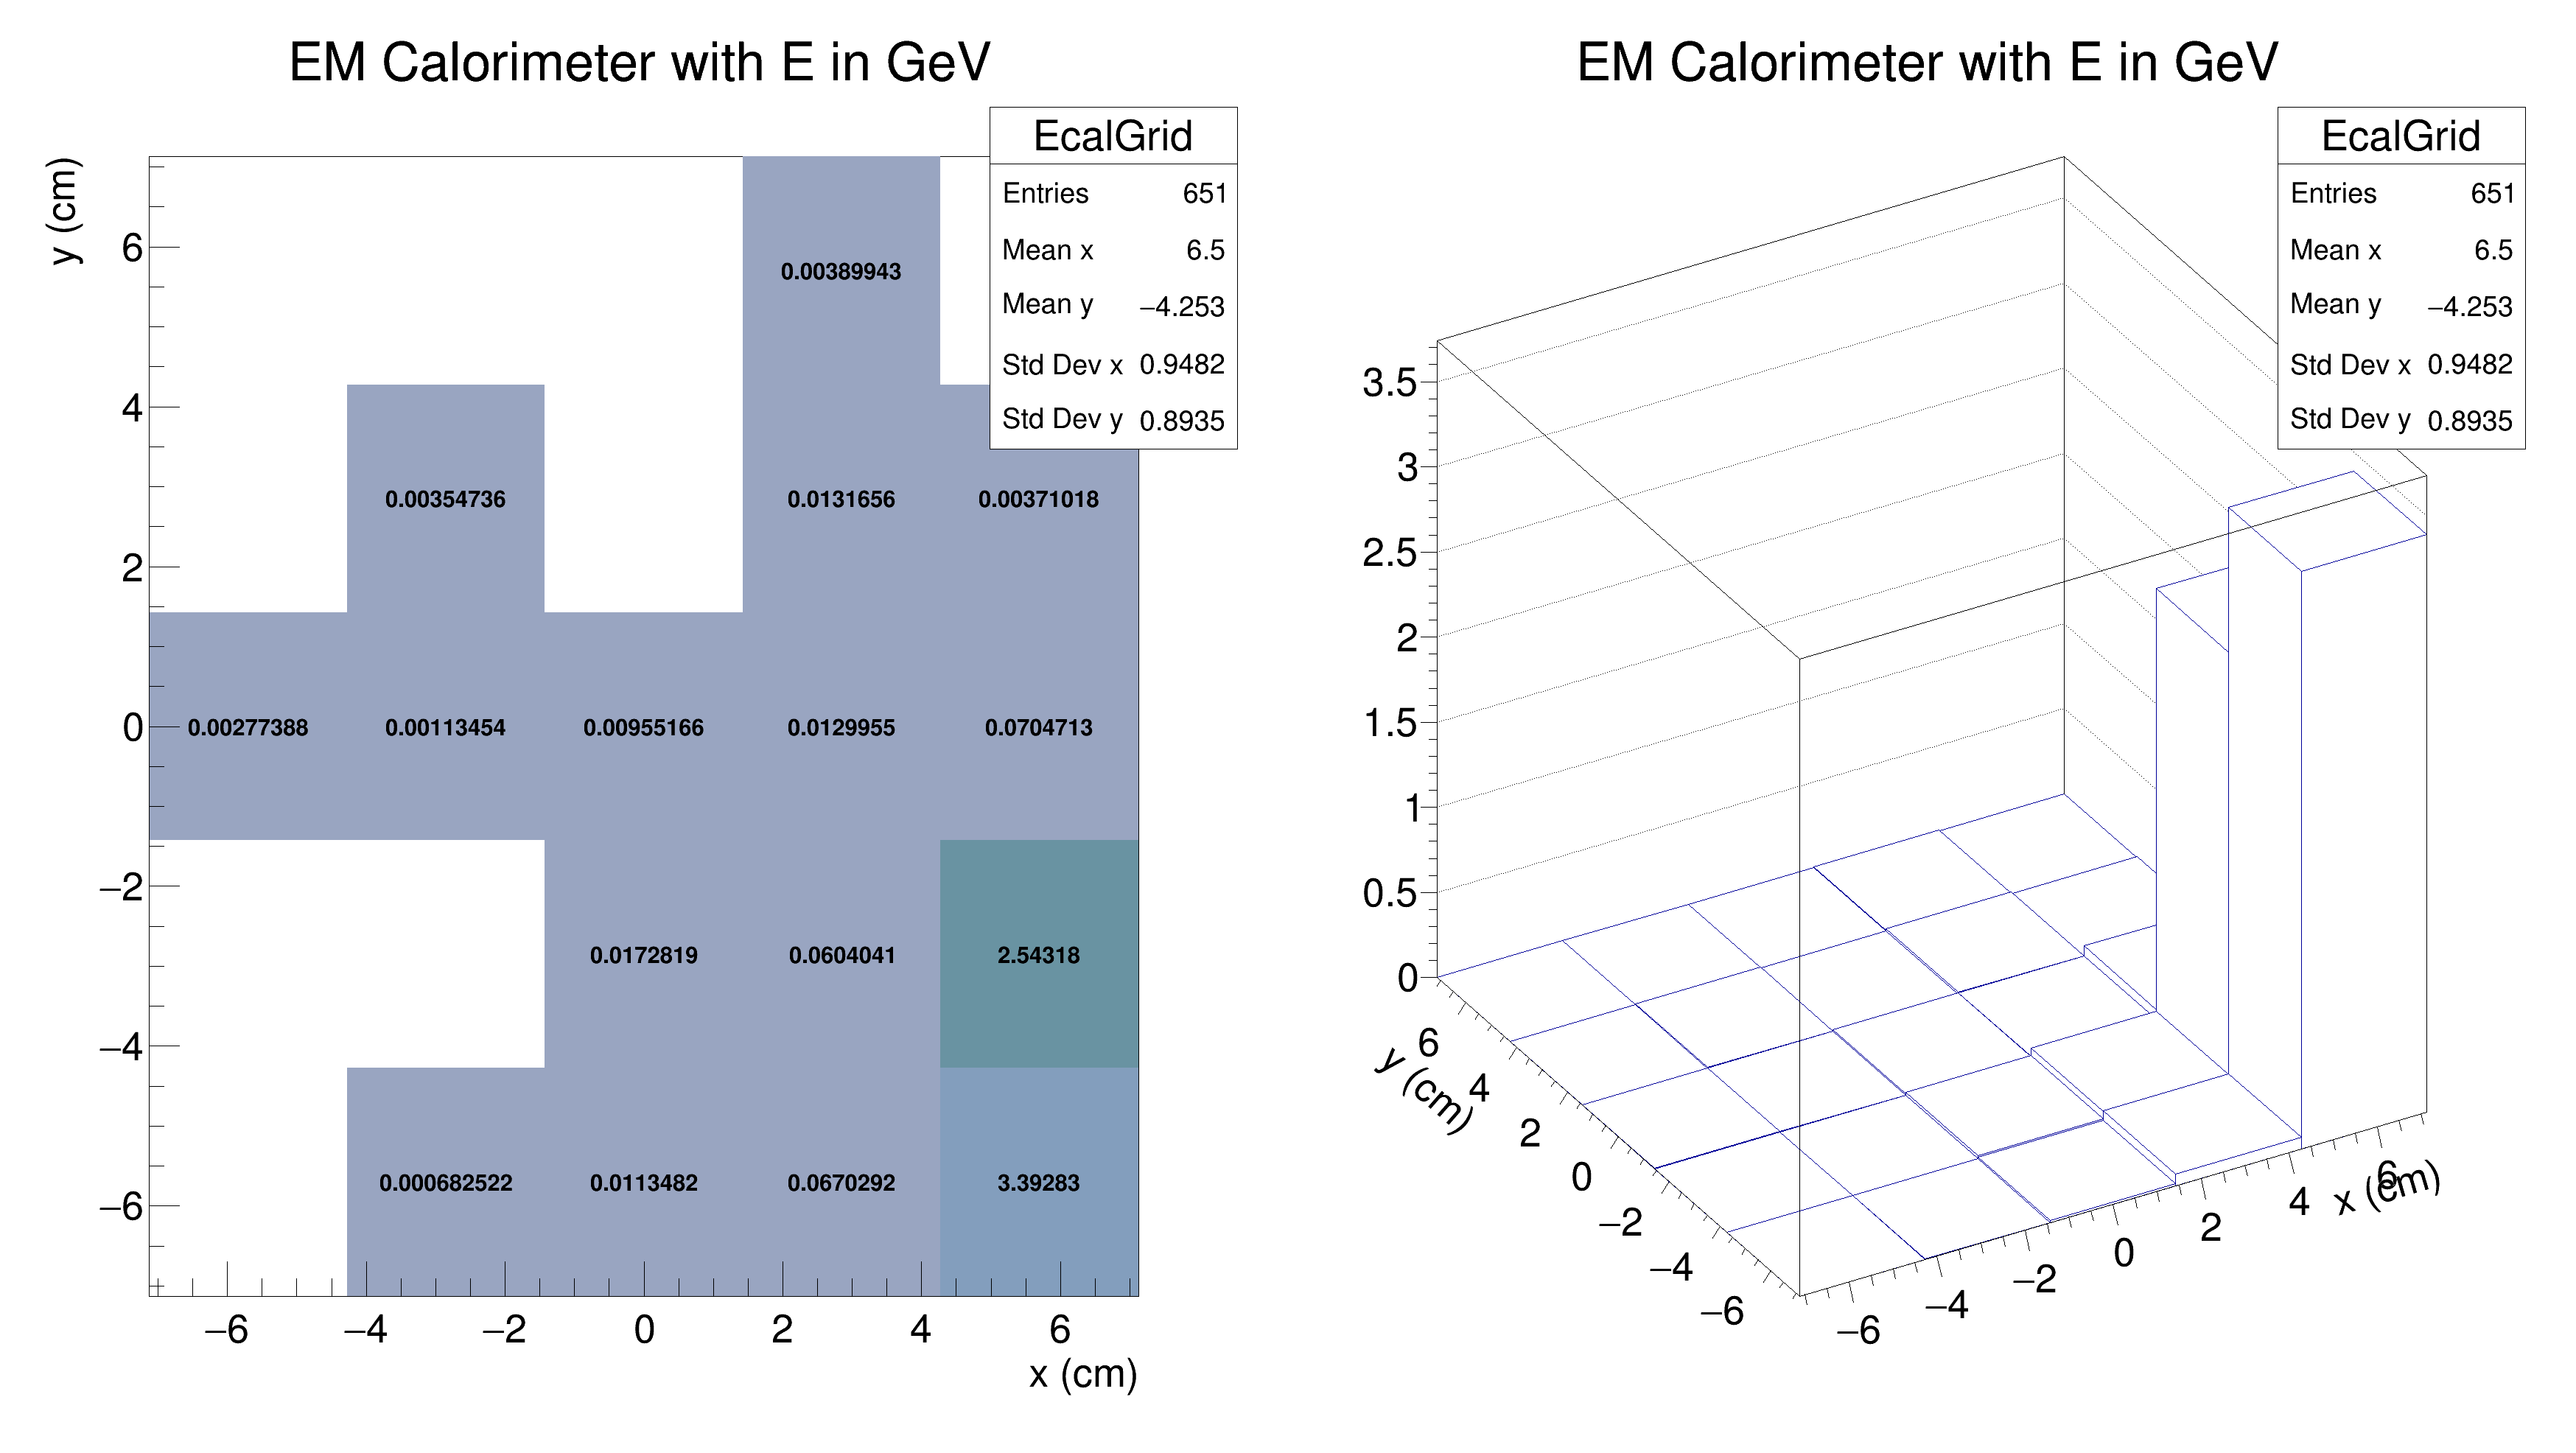 EM Calorimeter with E in GeV
EcalGrid
Entries 651
Mean x 6.5
Mean y −4.253
Std Dev x 0.9482
Std Dev y 0.8935
y (cm)
6
4
2
0
−2
−4
−6
0.00389943
0.00354736 0.0131656 0.00371018
0.00277388 0.00113454 0.00955166 0.0129955 0.0704713
0.0172819 0.0604041 2.54318
0.000682522 0.0113482 0.0670292 3.39283
−6 −4 −2 0 2 4 6
x (cm)
EM Calorimeter with E in GeV
EcalGrid
Entries 651
Mean x 6.5
Mean y −4.253
Std Dev x 0.9482
Std Dev y 0.8935
3.5
3
2.5
2
1.5
1
0.5
0
y (cm)
6
4
2
0
−2
−4
−6
−6 −4 −2 0 2 4 6
x (cm)